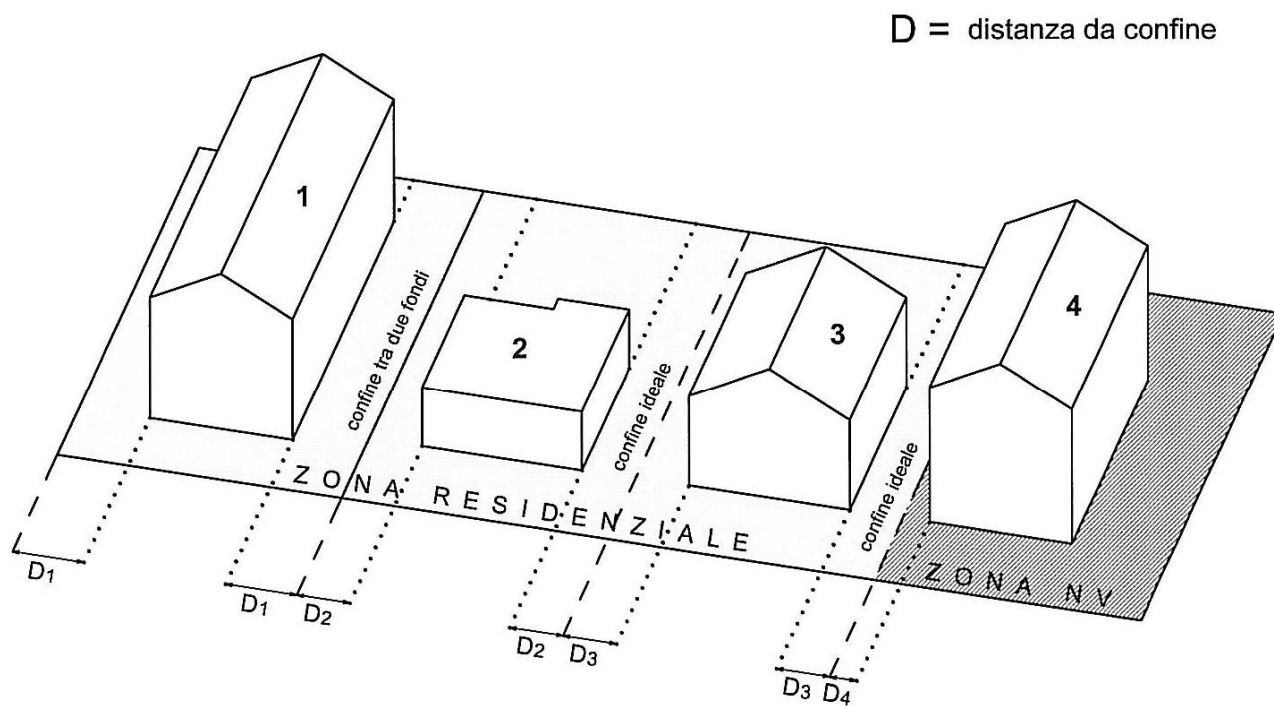 D = distanza da confine
1
2
3
4
confine tra due fondi
confine ideale
confine ideale
ZONA RESIDENZIALE
ZONA NV
D1
D1
D2
D2
D3
D3
D4